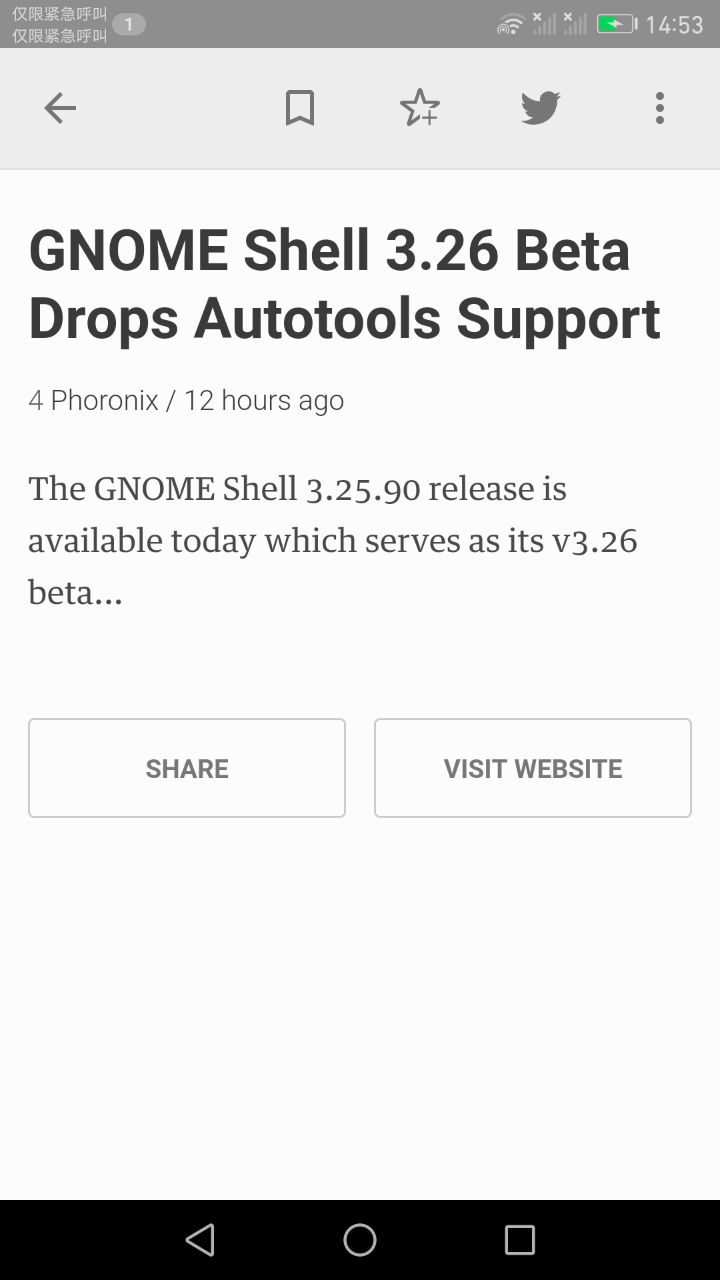 仅限紧急呼叫
仅限紧急呼叫
1
14:53
GNOME Shell 3.26 Beta
Drops Autotools Support
4 Phoronix / 12 hours ago
The GNOME Shell 3.25.90 release is
available today which serves as its v3.26
beta...
SHARE
VISIT WEBSITE